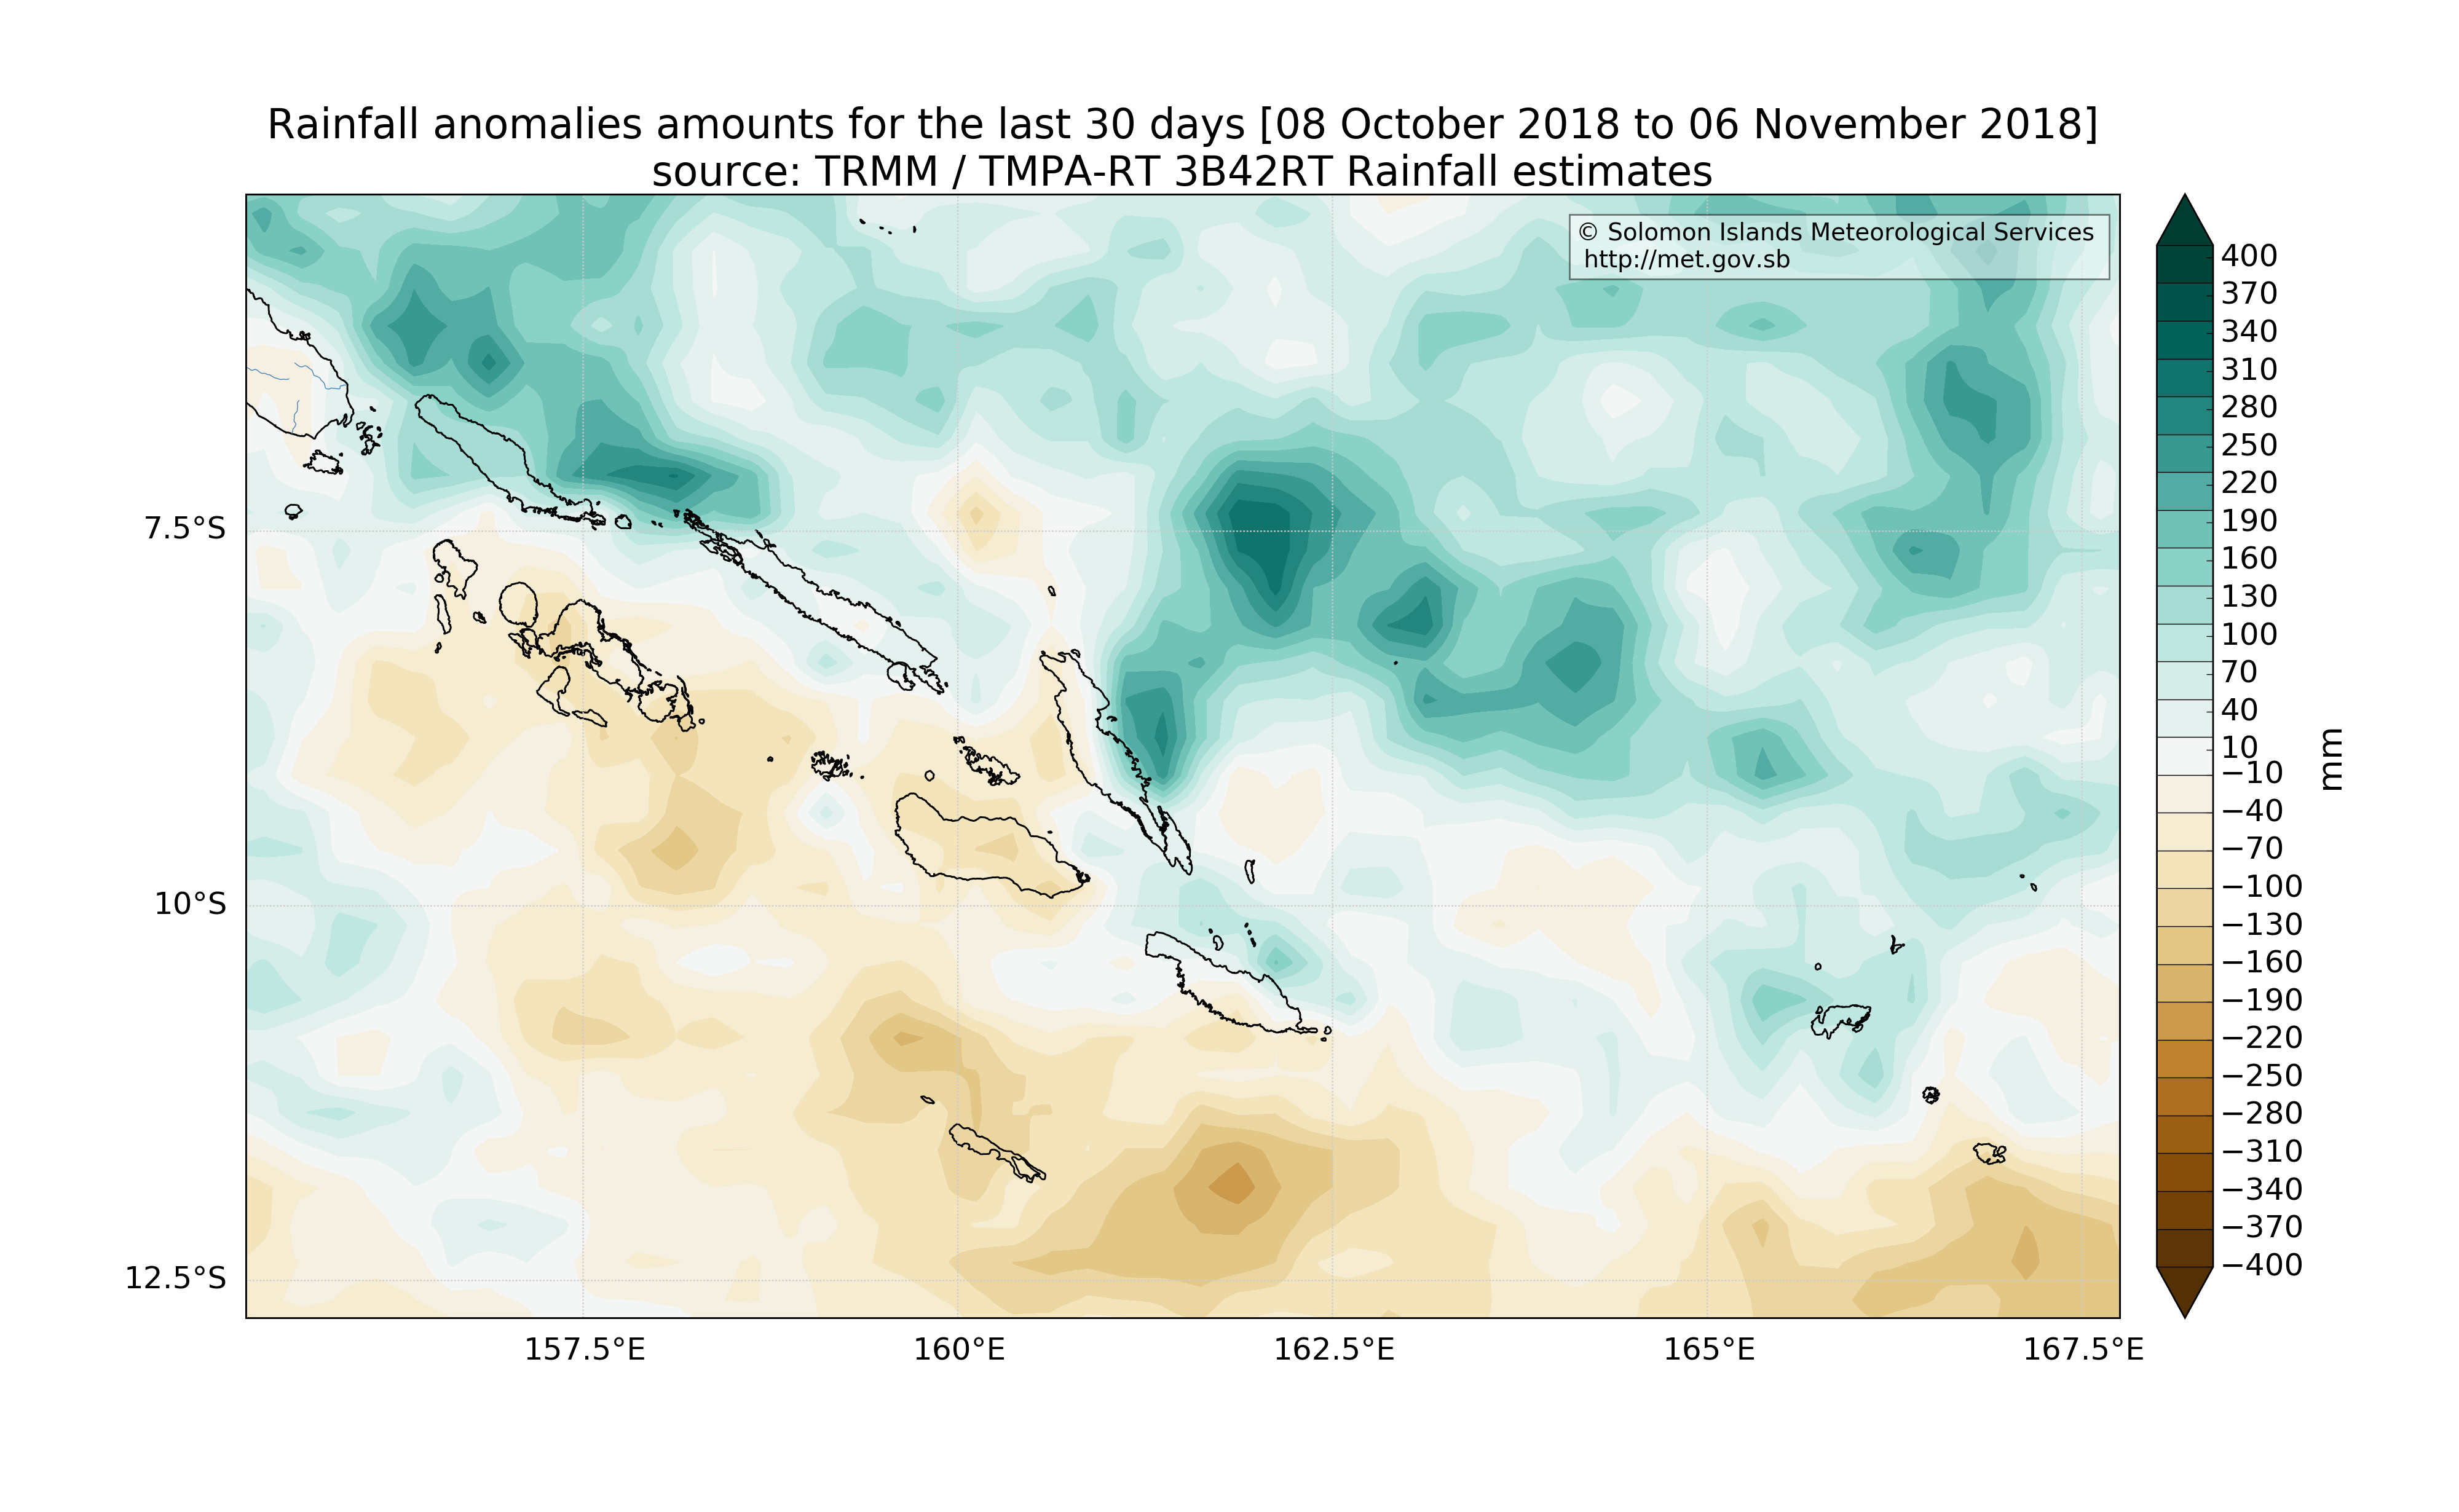 Rainfall anomalies amounts for the last 30 days [08 October 2018 to 06 November 2018]
source: TRMM / TMPA-RT 3B42RT Rainfall estimates
© Solomon Islands Meteorological Services
http://met.gov.sb
7.5°S
10°S
12.5°S
157.5°E
160°E
162.5°E
165°E
167.5°E
400
370
340
310
280
250
220
190
160
130
100
70
40
10
−10
−40
−70
−100
−130
−160
−190
−220
−250
−280
−310
−340
−370
−400
mm